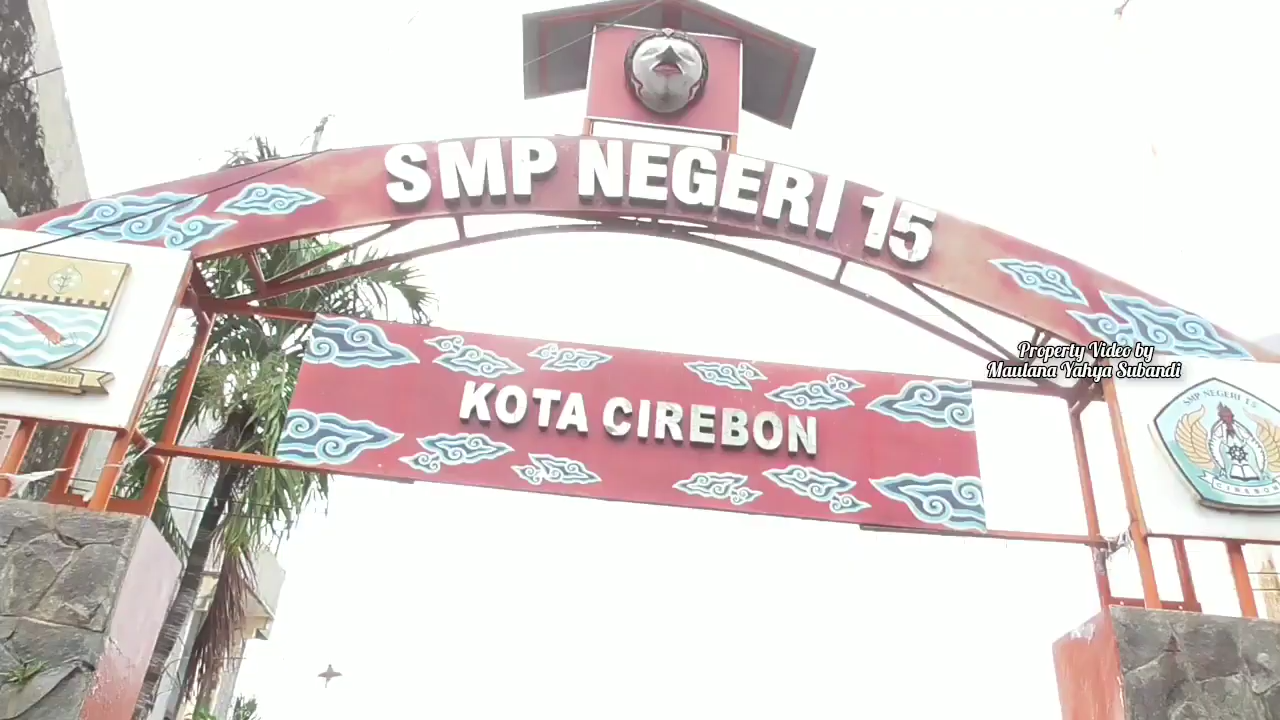 SMP NEGERI 15
KOTA CIREBON
Property Video by
Maulana Yahya Subandi
SMP NEGERI 15
CIREBON